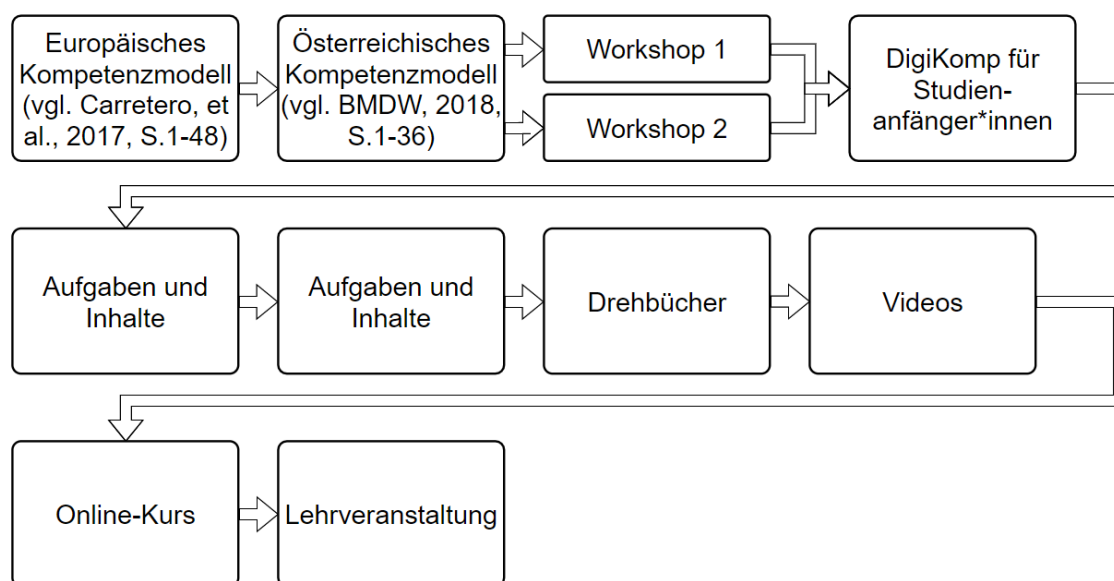 Europäisches
Kompetenzmodell
(vgl. Carretero, et
al., 2017, S.1-48)
Österreichisches
Kompetenzmodell
(vgl. BMDW, 2018,
S.1-36)
Workshop 1
Workshop 2
DigiKomp für
Studien-
anfänger*innen
Aufgaben und
Inhalte
Aufgaben und
Inhalte
Drehbücher
Videos
Online-Kurs
Lehrveranstaltung